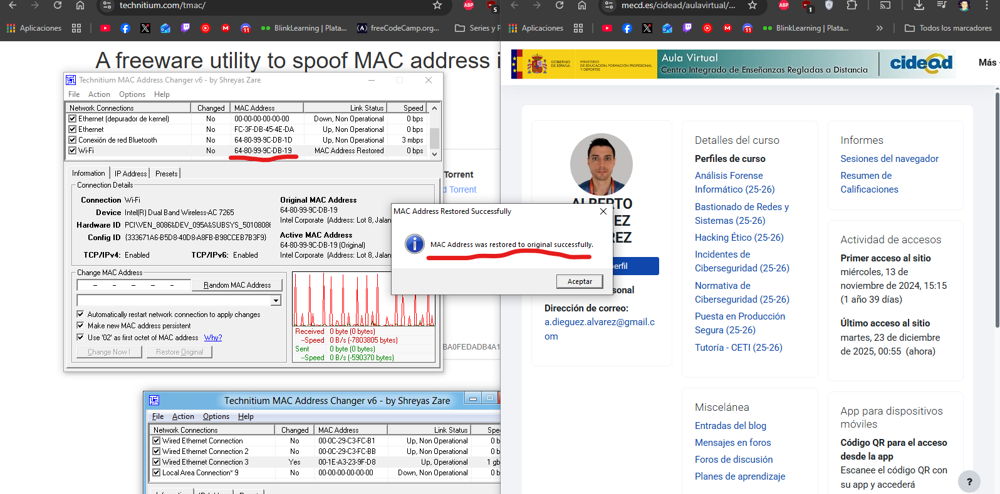 technitium.com/tmac/
ABP
5
Aplicaciones
11
BlinkLearning | Plata...
freeCodeCamp.org...
Series y P
A freeware utility to spoof MAC address i
Technitium MAC Address Changer v6 - by Shreyas Zare
File Action Options Help
Network Connections Changed MAC Address Link Status Speed
Ethernet (depurador de kernel) No 00-00-00-00-00-00 Down, Non Operational 0 bps
Ethernet No FC-3F-DB-45-4E-DA Up, Non Operational 0 bps
Conexión de red Bluetooth No 64-80-99-9C-DB-1D Up, Non Operational 3 mbps
Wi-Fi No 64-80-99-9C-DB-19 MAC Address Restored 0 bps
Information IP Address Presets
Connection Details
Connection Wi-Fi
Device Intel(R) Dual Band Wireless-AC 7265
Hardware ID PCI\VEN_8086&DEV_095A&SUBSYS_50108086
Config ID {333671A6-B5D8-40D8-A8FB-B98CCEB7B3F9}
TCP/IPv4: Enabled TCP/IPv6: Enabled
Original MAC Address
64-80-99-9C-DB-19
Intel Corporate (Address: Lot 8, Jalan
Active MAC Address
64-80-99-9C-DB-19 (Original)
Intel Corporate (Address: Lot 8, Jalan
Change MAC Address
- - - - -
Random MAC Address
Automatically restart network connection to apply changes
Make new MAC address persistent
Use '02' as first octet of MAC address Why?
Change Now ! Restore Original
Received 0 byte (0 bytes)
--Speed 0 B/s (-7803805 bytes)
Sent 0 byte (0 bytes)
--Speed 0 B/s (-590370 bytes)
Torrent
d Torrent
BA0FEDADB4A1
MAC Address Restored Successfully
MAC Address was restored to original successfully.
Aceptar
Technitium MAC Address Changer v6 - by Shreyas Zare
File Action Options Help
Network Connections Changed MAC Address Link Status Spee
Wired Ethernet Connection No 00-0C-29-C3-FC-B1 Up, Non Operational 0 b
Wired Ethernet Connection 2 No 00-0C-29-C3-FC-BB Up, Non Operational 0 b
Wired Ethernet Connection 3 Yes 00-1E-A3-23-9F-D8 Up, Operational 1 gb
Local Area Connection* 9 No 00-00-00-00-00-00 Down, Non Operational 0 b
mecd.es/cidead/aulavirtual/...
ABP
1
Aplicaciones
11
BlinkLearning | Plata...
»
Todos los marcadores
GOBIERNO
DE ESPAÑA
MINISTERIO
DE EDUCACIÓN, FORMACIÓN PROFESIONAL
Y DEPORTES
Aula Virtual
Centro Integrado de Enseñanzas Regladas a Distancia
cidead
Más
ALBERTO
EZ
REZ
erfil
sonal
Dirección de correo:
a.dieguez.alvarez@gmail.c
om
Detalles del curso
Perfiles de curso
Análisis Forense
Informático (25-26)
Bastionado de Redes y
Sistemas (25-26)
Hacking Ético (25-26)
Incidentes de
Ciberseguridad (25-26)
Normativa de
Ciberseguridad (25-26)
Puesta en Producción
Segura (25-26)
Tutoría - CETI (25-26)
Miscelánea
Entradas del blog
Mensajes en foros
Foros de discusión
Planes de aprendizaje
Informes
Sesiones del navegador
Resumen de
Calificaciones
Actividad de accesos
Primer acceso al sitio
miércoles, 13 de
noviembre de 2024, 15:15
(1 año 39 días)
Último acceso al sitio
martes, 23 de diciembre
de 2025, 00:55 (ahora)
App para dispositivos
móviles
Código QR para el acceso
desde la app
Escanee el código QR con
su app y accederá
?